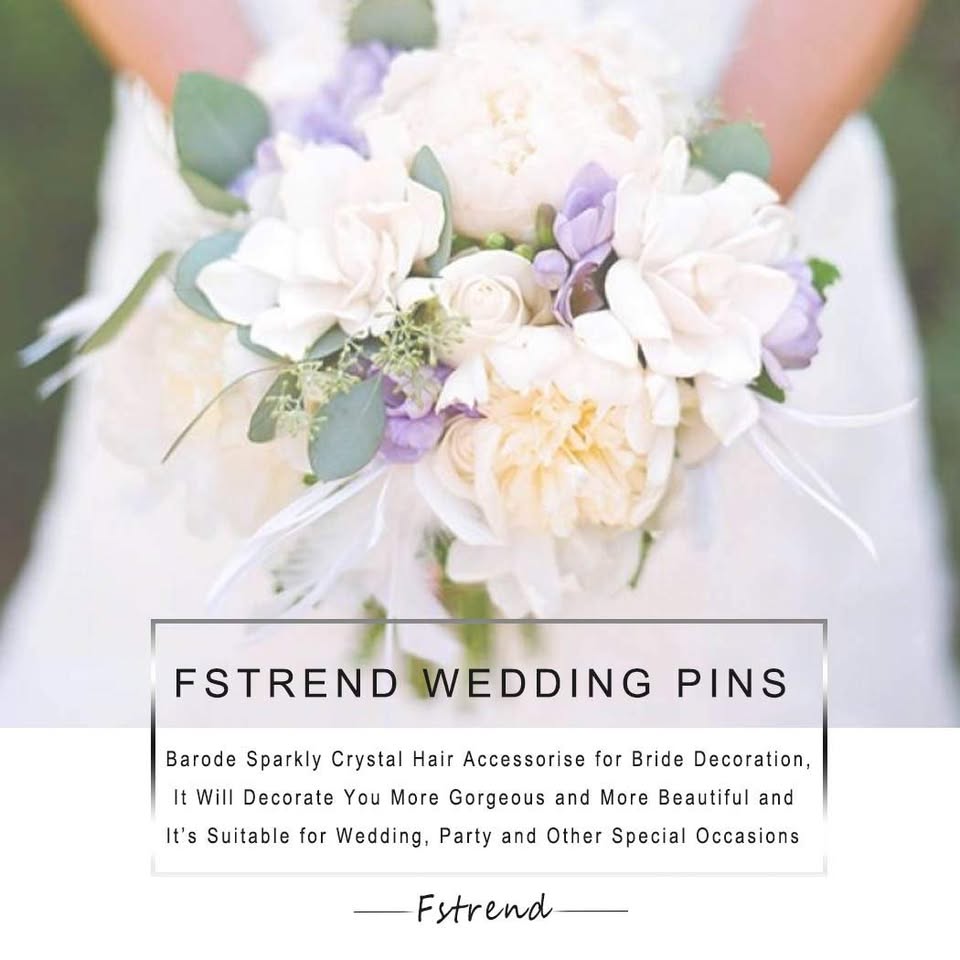 FSTREND WEDDING PINS
Barode Sparkly Crystal Hair Accessorise for Bride Decoration,
It Will Decorate You More Gorgeous and More Beautiful and
It's Suitable for Wedding, Party and Other Special Occasions
Fstrend